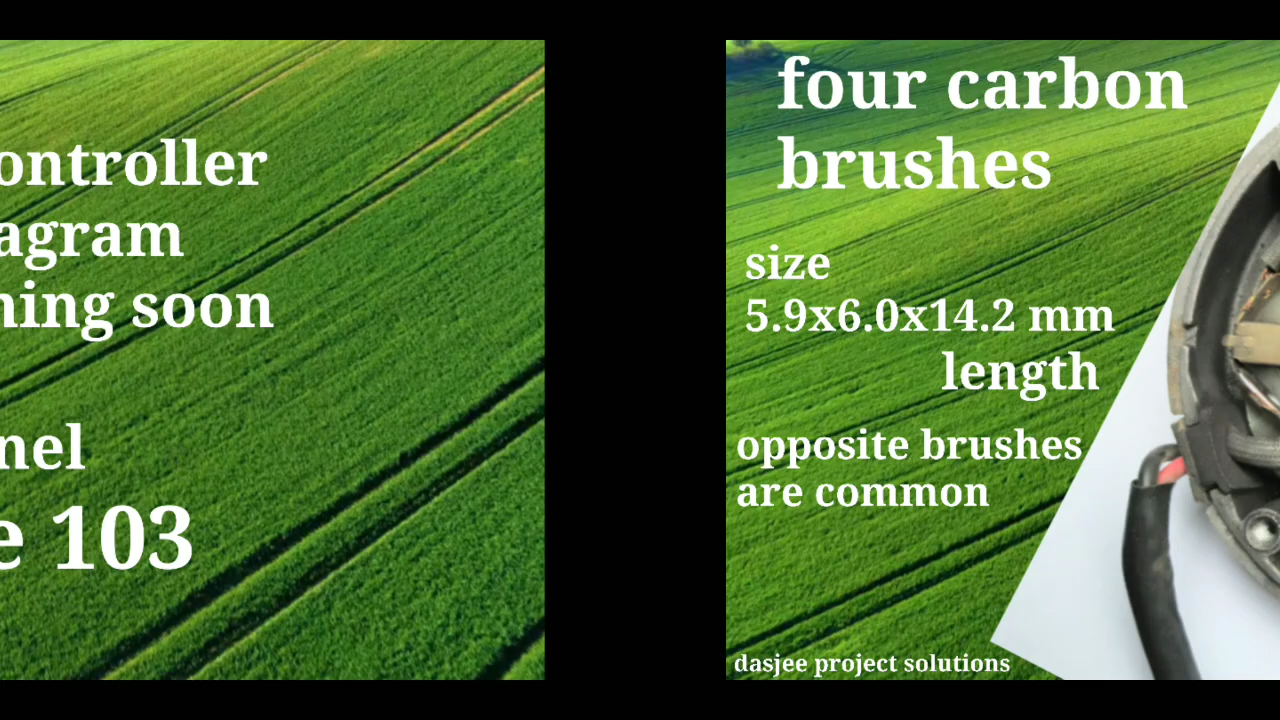 ontroller
agram
ning soon
nel
e 103
four carbon
brushes
size
5.9x6.0x14.2 mm
length
opposite brushes
are common
dasjee project solutions